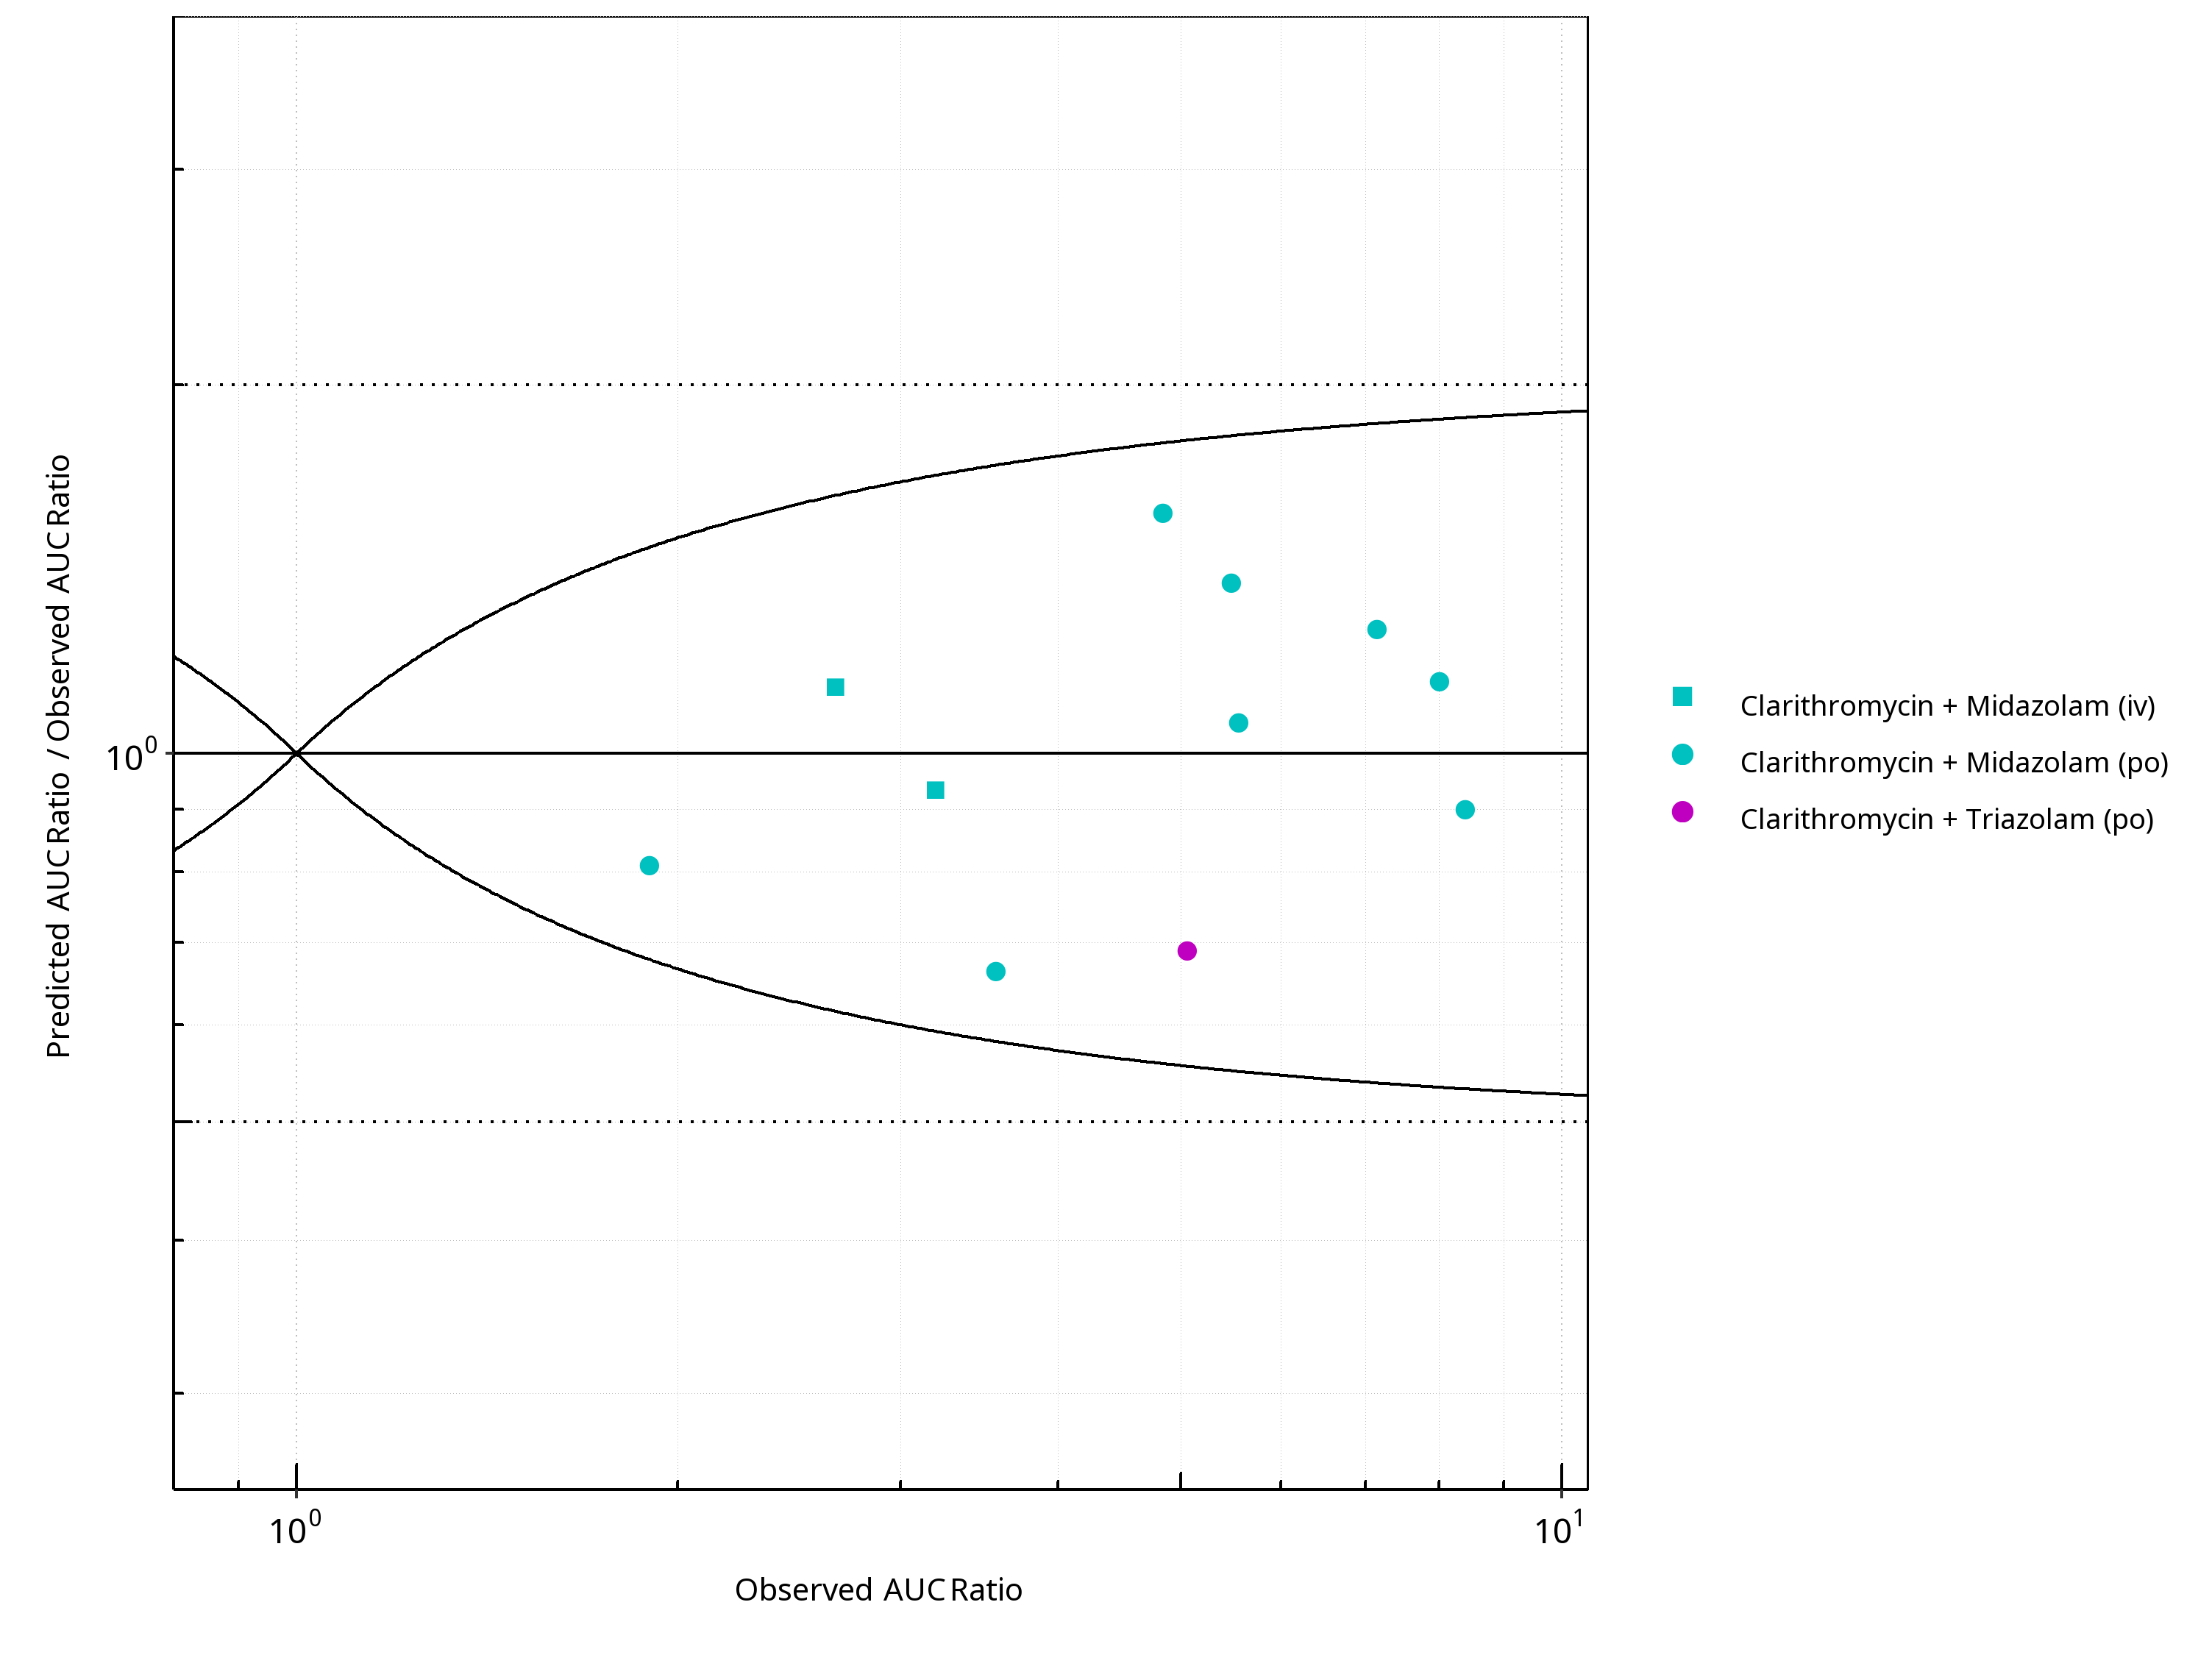 Predicted AUC Ratio / Observed AUC Ratio
10^0
10^0
10^1
Observed AUC Ratio
Clarithromycin + Midazolam (iv)
Clarithromycin + Midazolam (po)
Clarithromycin + Triazolam (po)